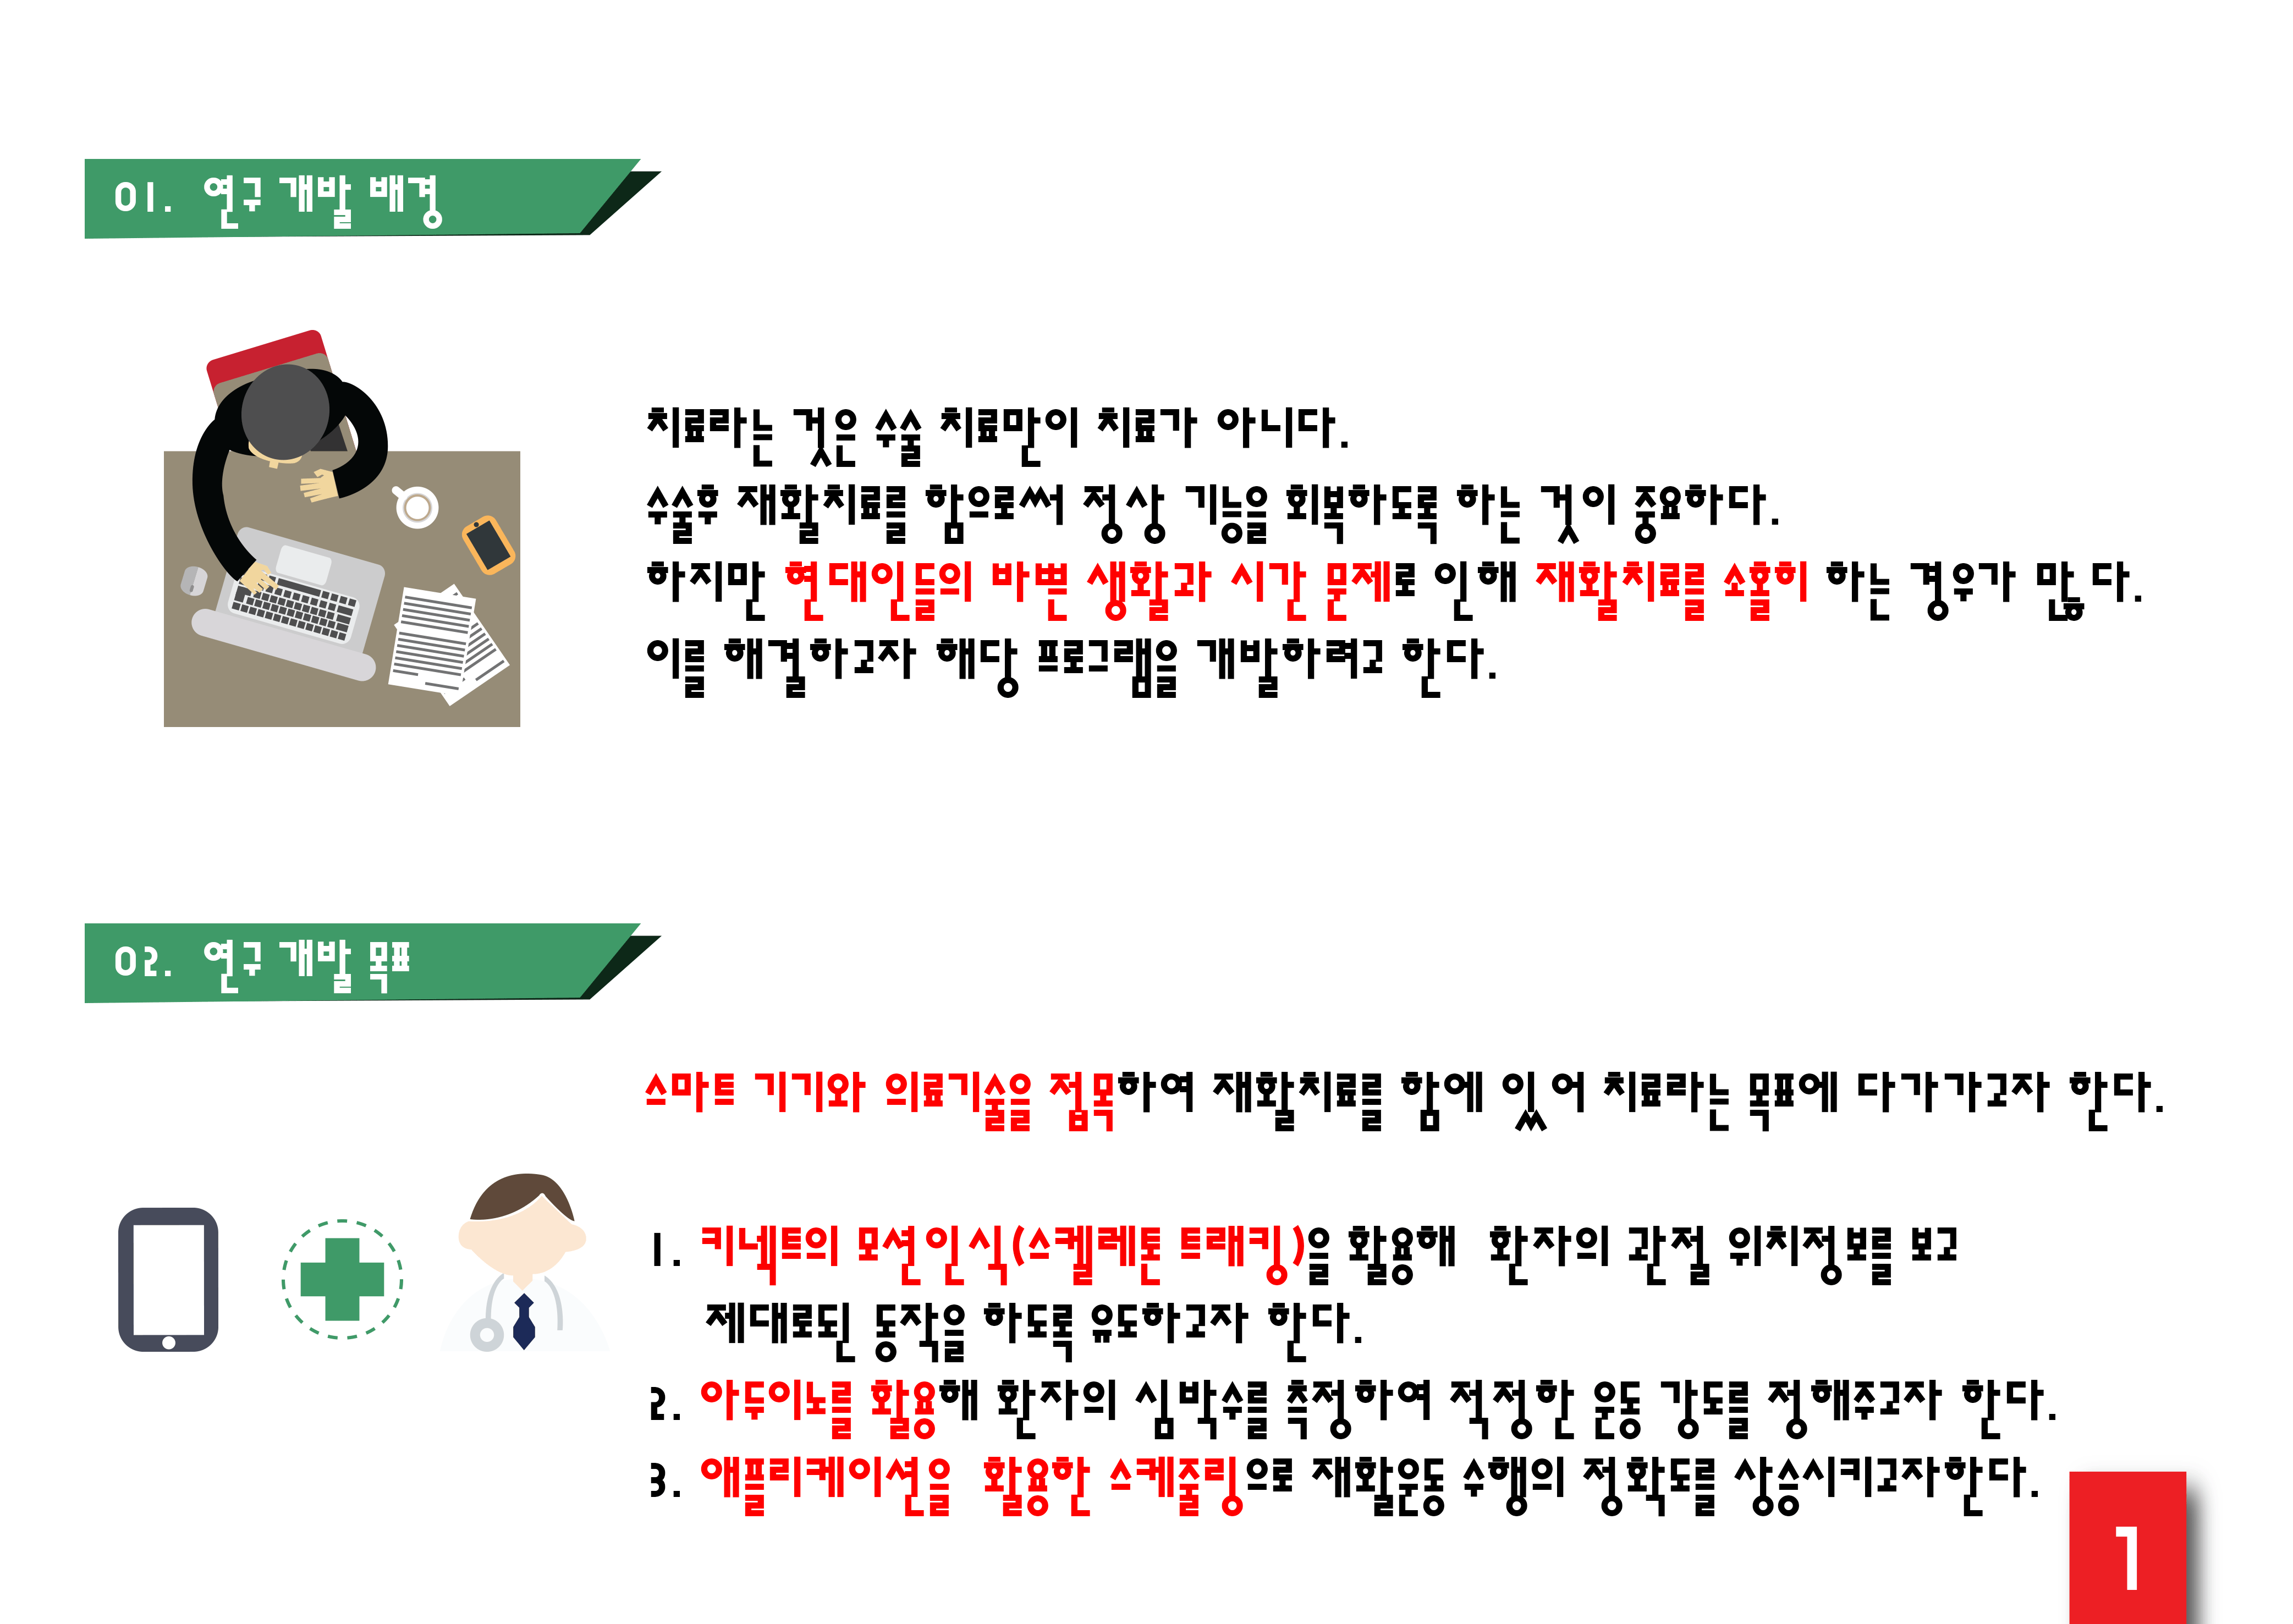 01. 연구 개발 배경
치료라는 것은 수술 치료만이 치료가 아니다.
수술후 재활치료를 함으로써 정상 기능을 회복하도록 하는 것이 중요하다.
하지만 현대인들의 바쁜 생활과 시간 문제로 인해 재활치료를 소홀히 하는 경우가 많다.
이를 해결하고자 해당 프로그램을 개발하려고 한다.
02. 연구 개발 목표
스마트 기기와 의료기술을 접목하여 재활치료를 함에 있어 치료라는 목표에 다가가고자 한다.
1. 키넥트의 모션인식(스켈레톤 트래킹)을 활용해 환자의 관절 위치정보를 보고
제대로된 동작을 하도록 유도하고자 한다.
2. 아두이노를 활용해 환자의 심박수를 측정하여 적정한 운동 강도를 정해주고자 한다.
3. 애플리케이션을 활용한 스케줄링으로 재활운동 수행의 정확도를 상승시키고자한다.
1